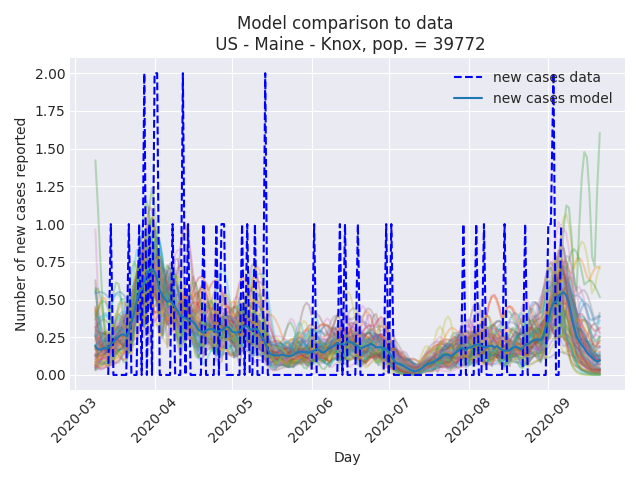 Model comparison to data
US - Maine - Knox, pop. = 39772
new cases data
new cases model
Number of new cases reported
2.00
1.75
1.50
1.25
1.00
0.75
0.50
0.25
0.00
2020-03
2020-04
2020-05
2020-06
2020-07
2020-08
2020-09
Day